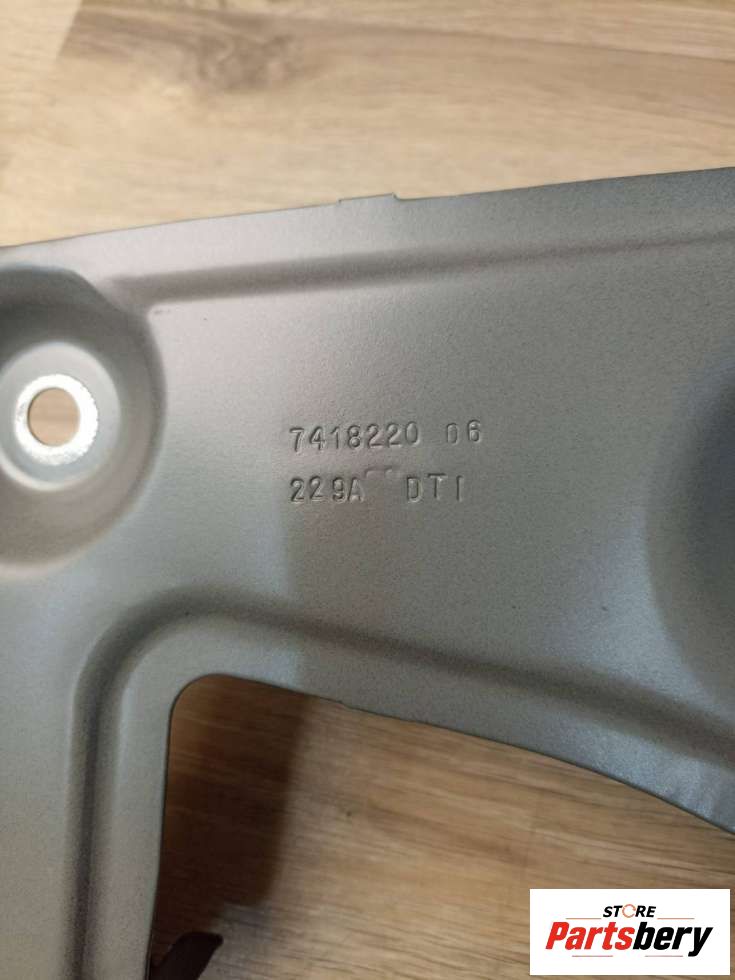 7418220 06
229A DTI
STORE
Partsbery